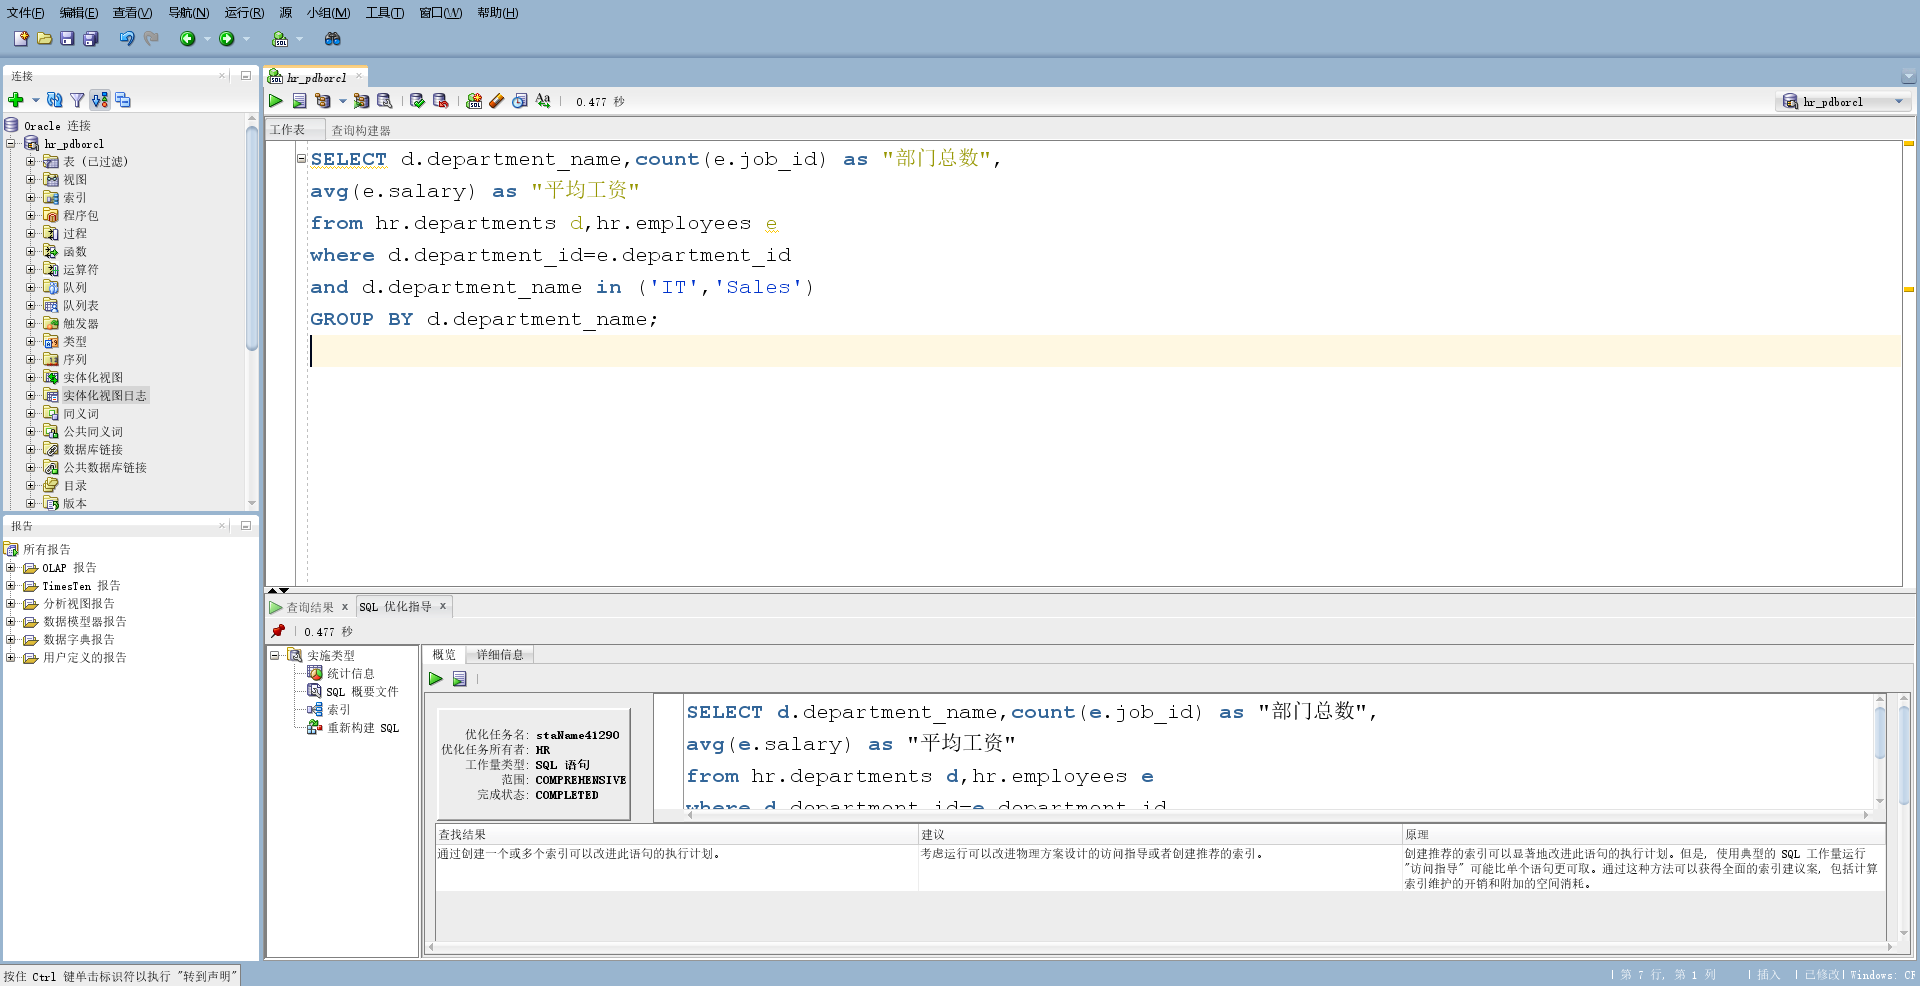 文件(F) 编辑(E) 查看(V) 导航(N) 运行(R) 源 小组(M) 工具(T) 窗口(W) 帮助(H)
连接
Oracle 连接
hr_pdborcl
表 (已过滤)
视图
索引
程序包
过程
函数
运算符
队列
队列表
触发器
类型
序列
实体化视图
实体化视图日志
同义词
公共同义词
数据库链接
公共数据库链接
目录
版本
报告
所有报告
OLAP 报告
TimesTen 报告
分析视图报告
数据模型器报告
数据字典报告
用户定义的报告
hr_pdborcl
0.477 秒
hr_pdborcl
工作表 查询构建器
SELECT d.department_name,count(e.job_id) as "部门总数",
avg(e.salary) as "平均工资"
from hr.departments d,hr.employees e
where d.department_id=e.department_id
and d.department_name in ('IT','Sales')
GROUP BY d.department_name;
查询结果 x SQL 优化指导 x
0.477 秒
实施类型
统计信息
SQL 概要文件
索引
重新构建 SQL
概览 详细信息
优化任务名: staName41290
优化任务所有者: HR
工作量类型: SQL 语句
范围: COMPREHENSIVE
完成状态: COMPLETED
SELECT d.department_name,count(e.job_id) as "部门总数",
avg(e.salary) as "平均工资"
from hr.departments d,hr.employees e
where d.department_id=e.department_id
查找结果 建议 原理
通过创建一个或多个索引可以改进此语句的执行计划。
考虑运行可以改进物理方案设计的访问指导或者创建推荐的索引。
创建推荐的索引可以显著地改进此语句的执行计划。但是, 使用典型的 SQL 工作量运行
"访问指导" 可能比单个语句更可取。通过这种方法可以获得全面的索引建议案, 包括计算
索引维护的开销和附加的空间消耗。
按住 Ctrl 键单击标识符以执行 "转到声明"
第 7 行, 第 1 列 插入 已修改 Windows: CR